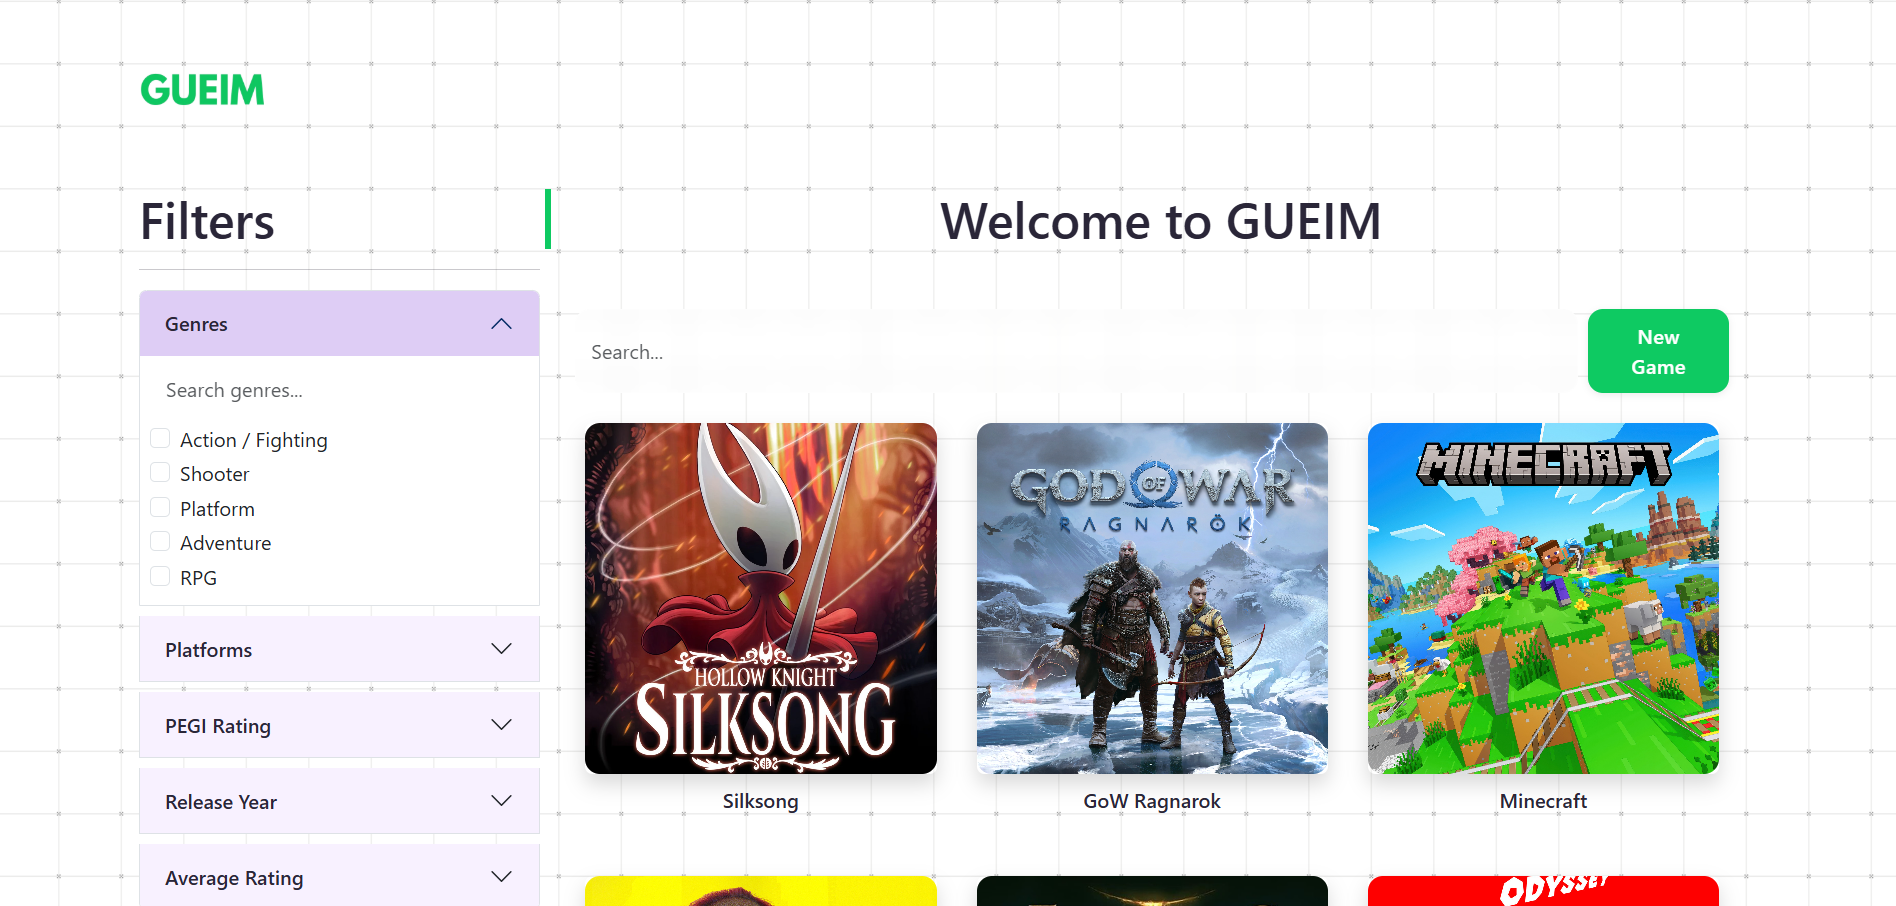 GUEIM
Filters
Welcome to GUEIM
Genres
Search genres...
Action / Fighting
Shooter
Platform
Adventure
RPG
Platforms
PEGI Rating
Release Year
Average Rating
Search...
New
Game
HOLLOW KNIGHT
SILKSONG
Silksong
GOD OF WAR
RAGNARÖK
GoW Ragnarok
MINECRAFT
Minecraft
ODYSSEY